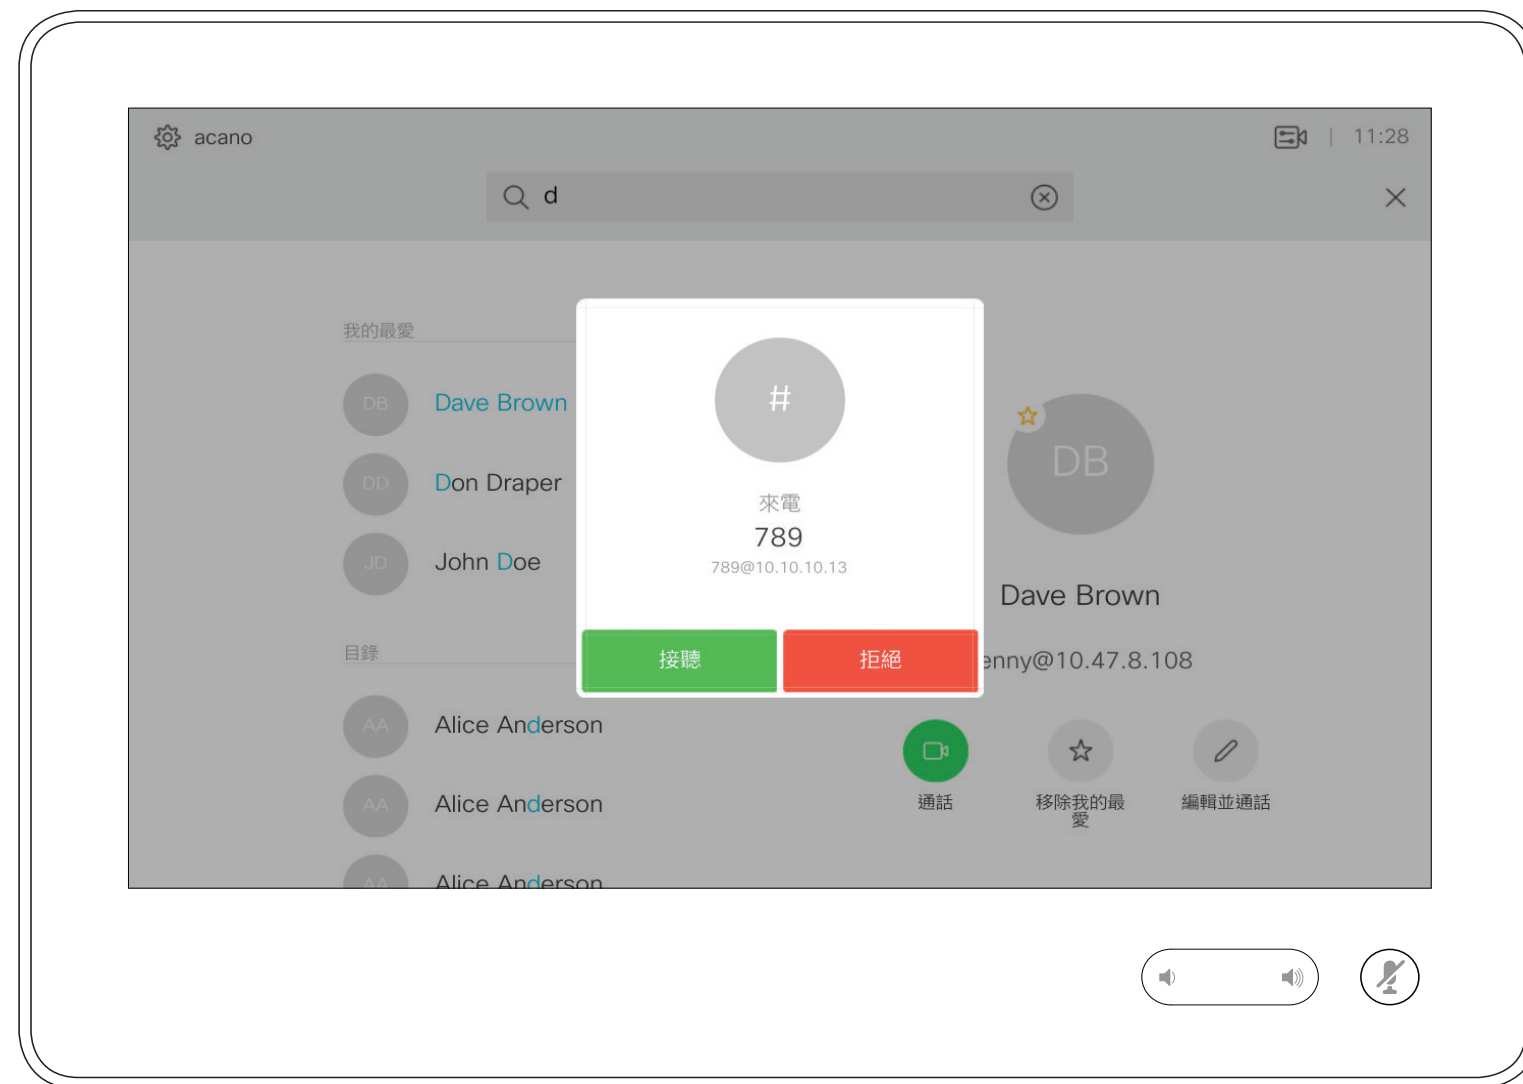 acano
11:28
d
我的最愛
DB
Dave Brown
DD
Don Draper
JD
John Doe
目錄
AA
Alice Anderson
AA
Alice Anderson
AA
Alice Anderson
#
來電
789
789@10.10.10.13
接聽
拒絕
DB
Dave Brown
enny@10.47.8.108
通話
移除我的最
愛
編輯並通話